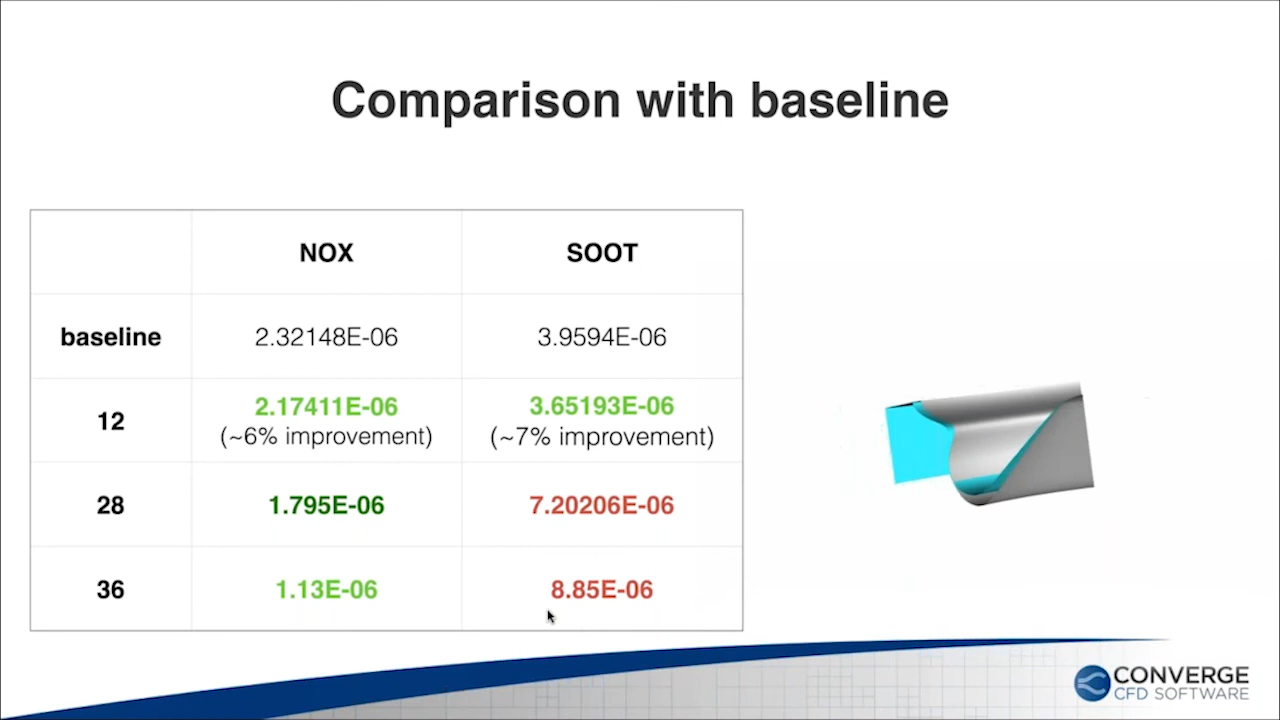 Comparison with baseline
NOX SOOT
baseline 2.32148E-06 3.9594E-06
12 2.17411E-06 3.65193E-06
(~6% improvement) (~7% improvement)
28 1.795E-06 7.20206E-06
36 1.13E-06 8.85E-06
CONVERGE
CFD SOFTWARE